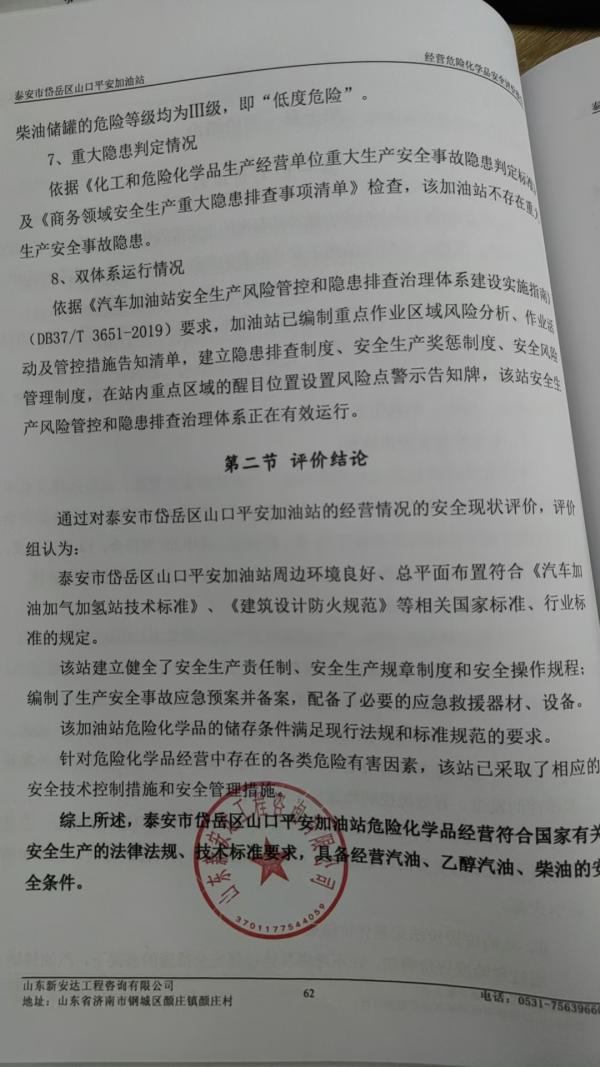 泰安市岱岳区山口平安加油站
经营危险化学品安全
柴油储罐的危险等级均为III级，即“低度危险”。
7、重大隐患判定情况
依据《化工和危险化学品生产经营单位重大生产安全事故隐患判定标准》
及《商务领域安全生产重大隐患排查事项清单》检查，该加油站不存在重大
生产安全事故隐患。
8、双体系运行情况
依据《汽车加油站安全生产风险管控和隐患排查治理体系建设实施指南》
（DB37/T 3651-2019）要求，加油站已编制重点作业区域风险分析、作业活
动及管控措施告知清单，建立隐患排查制度、安全生产奖惩制度、安全风险
管理制度，在站内重点区域的醒目位置设置风险点警示告知牌，该站安全生
产风险管控和隐患排查治理体系正在有效运行。
第二节 评价结论
通过对泰安市岱岳区山口平安加油站的经营情况的安全现状评价，评价
组认为：
泰安市岱岳区山口平安加油站周边环境良好、总平面布置符合《汽车加
油加气加氢站技术标准》、《建筑设计防火规范》等相关国家标准、行业标
准的规定。
该站建立健全了安全生产责任制、安全生产规章制度和安全操作规程；
编制了生产安全事故应急预案并备案，配备了必要的应急救援器材、设备。
该加油站危险化学品的储存条件满足现行法规和标准规范的要求。
针对危险化学品经营中存在的各类危险有害因素，该站已采取了相应的
安全技术控制措施和安全管理措施。
综上所述，泰安市岱岳区山口平安加油站危险化学品经营符合国家有关
安全生产的法律法规、技术标准要求，具备经营汽油、乙醇汽油、柴油的安
全条件。
山东新安达工程咨询有限公司
3701177544059
山东新安达工程咨询有限公司
地址：山东省济南市钢城区颜庄镇颜庄村
62
电话：0531-7563966